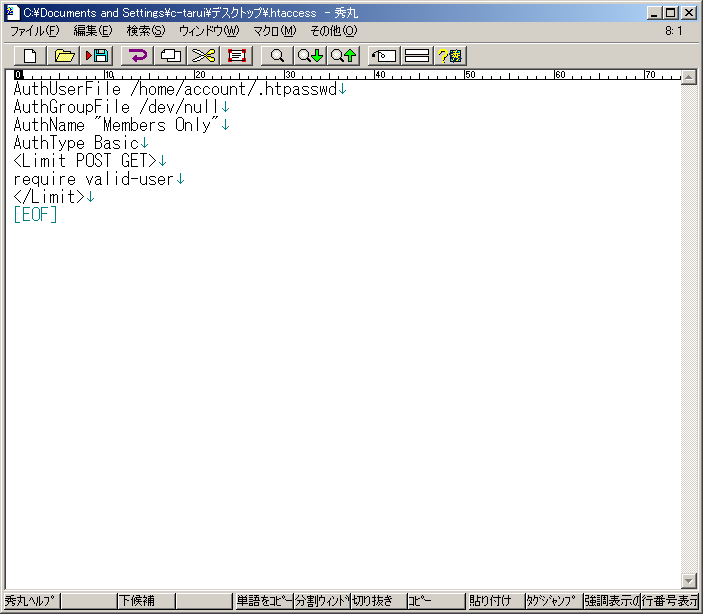 C:¥Documents and Settings¥c-tarui¥デスクトップ¥.htaccess - 秀丸
ファイル(F) 編集(E) 検索(S) ウィンドウ(W) マクロ(M) その他(O) 8: 1
0 10 20 30 40 50 60 70
AuthUserFile /home/account/.htpasswd↓
AuthGroupFile /dev/null↓
AuthName "Members Only"↓
AuthType Basic↓
<Limit POST GET>↓
require valid-user↓
</Limit>↓
[EOF]
秀丸ヘルプ 下候補 単語をコピー 分割ウィンド 切り抜き コピー 貼り付け タグジャンプ 強調表示の 行番号表示